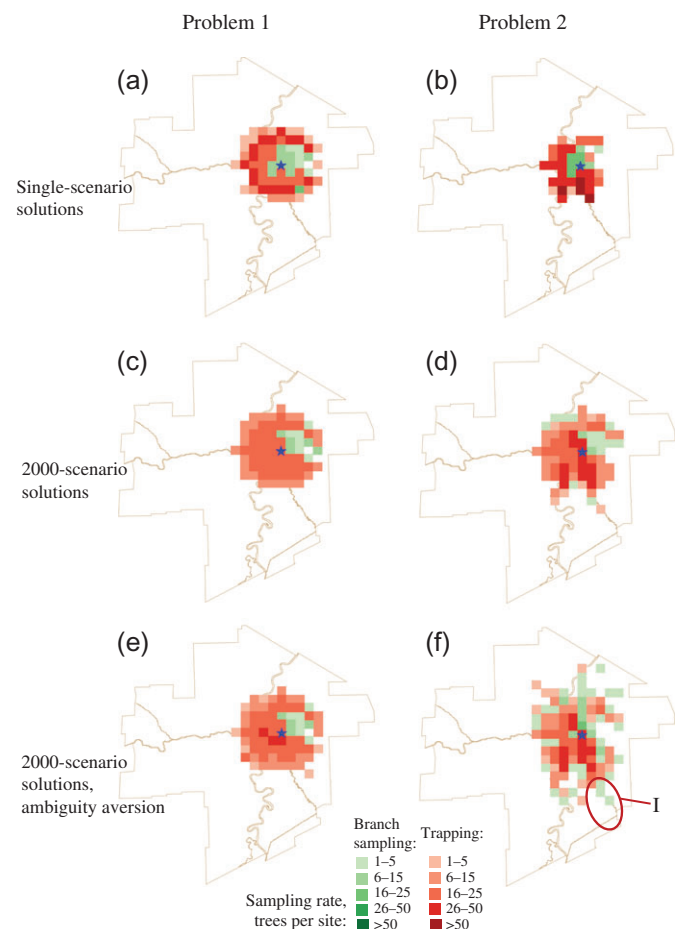 Problem 1
Problem 2
(a)
(b)
Single-scenario
solutions
(c)
(d)
2000-scenario
solutions
(e)
(f)
2000-scenario
solutions,
ambiguity aversion
I
Branch
sampling:
Trapping:
Sampling rate,
trees per site:
1–5
6–15
16–25
26–50
>50
1–5
6–15
16–25
26–50
>50